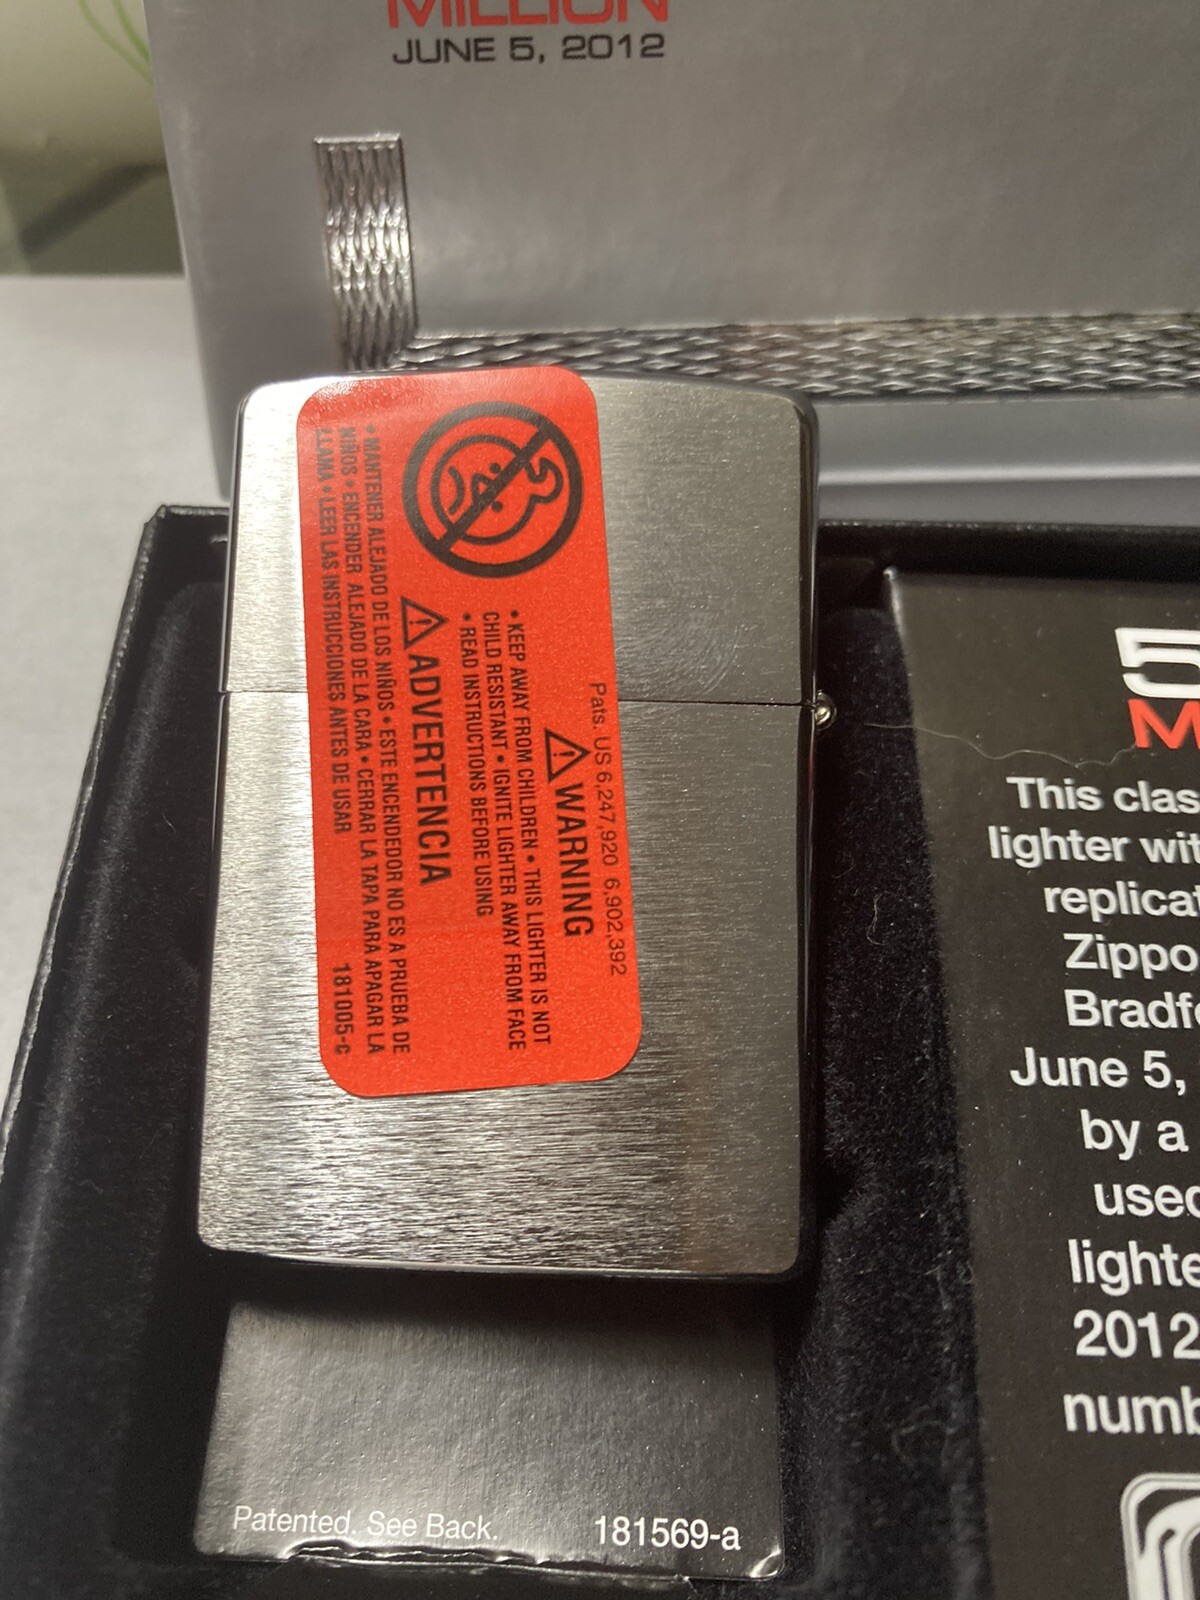 MILLION
JUNE 5, 2012
Pats. US 6,247,920 6,902,392
WARNING
• KEEP AWAY FROM CHILDREN • THIS LIGHTER IS NOT
CHILD RESISTANT • IGNITE LIGHTER AWAY FROM FACE
• READ INSTRUCTIONS BEFORE USING
ADVERTENCIA
• MANTENER ALEJADO DE LOS NIÑOS • ESTE ENCENDEDOR NO ES A PRUEBA DE
NIÑOS • ENCENDER ALEJADO DE LA CARA • CERRAR LA TAPA PARA APAGAR LA
LLAMA • LEER LAS INSTRUCCIONES ANTES DE USAR 181005-c
5
M
This clas
lighter wit
replicat
Zippo
Bradfo
June 5,
by a
used
lighte
2012
numb
Patented. See Back. 181569-a